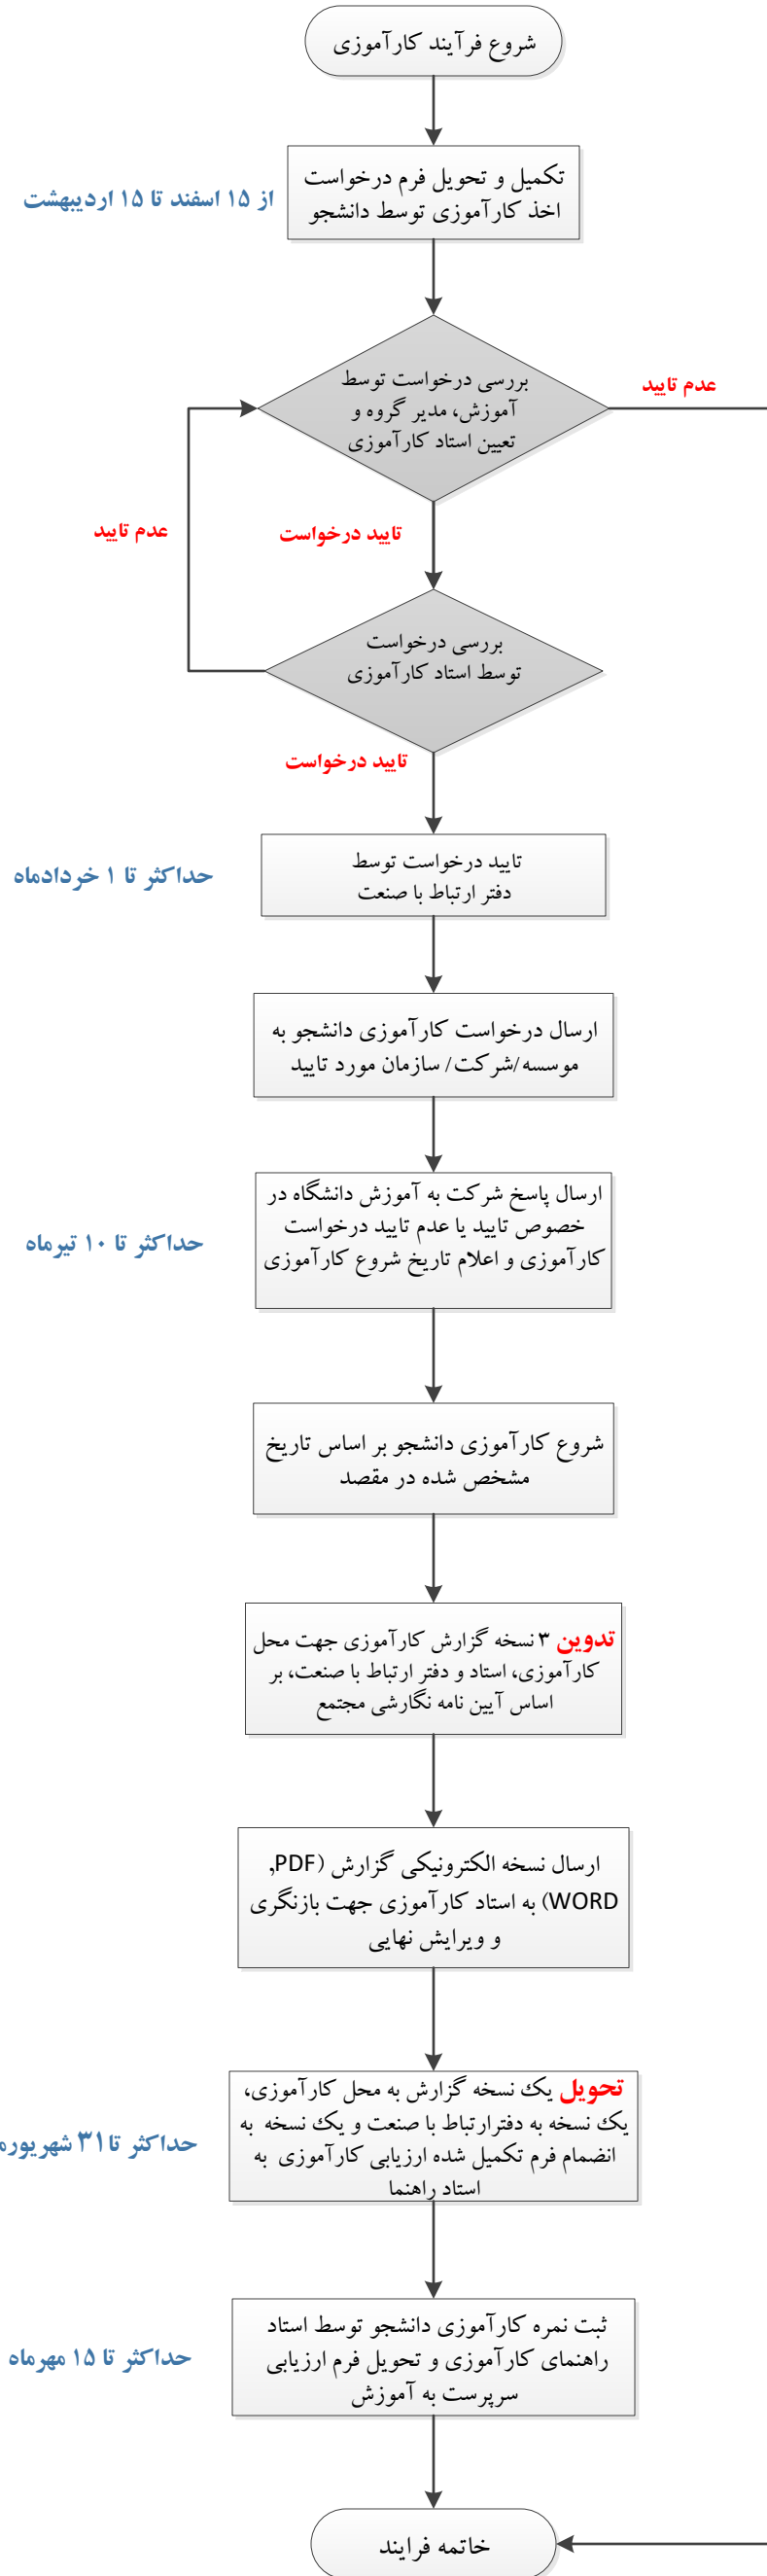 شروع فرآیند کارآموزی
تکمیل و تحویل فرم درخواست
اخذ کارآموزی توسط دانشجو
از ۱۵ اسفند تا ۱۵ اردیبهشت
بررسی درخواست توسط
آموزش، مدیر گروه و
تعیین استاد کارآموزی
عدم تایید
تایید درخواست
عدم تایید
بررسی درخواست
توسط استاد کارآموزی
تایید درخواست
تایید درخواست توسط
دفتر ارتباط با صنعت
حداکثر تا ۱ خردادماه
ارسال درخواست کارآموزی دانشجو به
موسسه/شرکت/ سازمان مورد تایید
ارسال پاسخ شرکت به آموزش دانشگاه در
خصوص تایید یا عدم تایید درخواست
کارآموزی و اعلام تاریخ شروع کارآموزی
حداکثر تا ۱۰ تیرماه
شروع کارآموزی دانشجو بر اساس تاریخ
مشخص شده در مقصد
تدوین ۳ نسخه گزارش کارآموزی جهت محل
کارآموزی، استاد و دفتر ارتباط با صنعت، بر
اساس آیین نامه نگارشی مجتمع
ارسال نسخه الکترونیکی گزارش (PDF,
WORD) به استاد کارآموزی جهت بازنگری
و ویرایش نهایی
تحویل یک نسخه گزارش به محل کارآموزی،
یک نسخه به دفترارتباط با صنعت و یک نسخه به
انضمام فرم تکمیل شده ارزیابی کارآموزی به
استاد راهنما
حداکثر تا ۳۱ شهریورم
ثبت نمره کارآموزی دانشجو توسط استاد
راهنمای کارآموزی و تحویل فرم ارزیابی
سرپرست به آموزش
حداکثر تا ۱۵ مهرماه
خاتمه فرایند